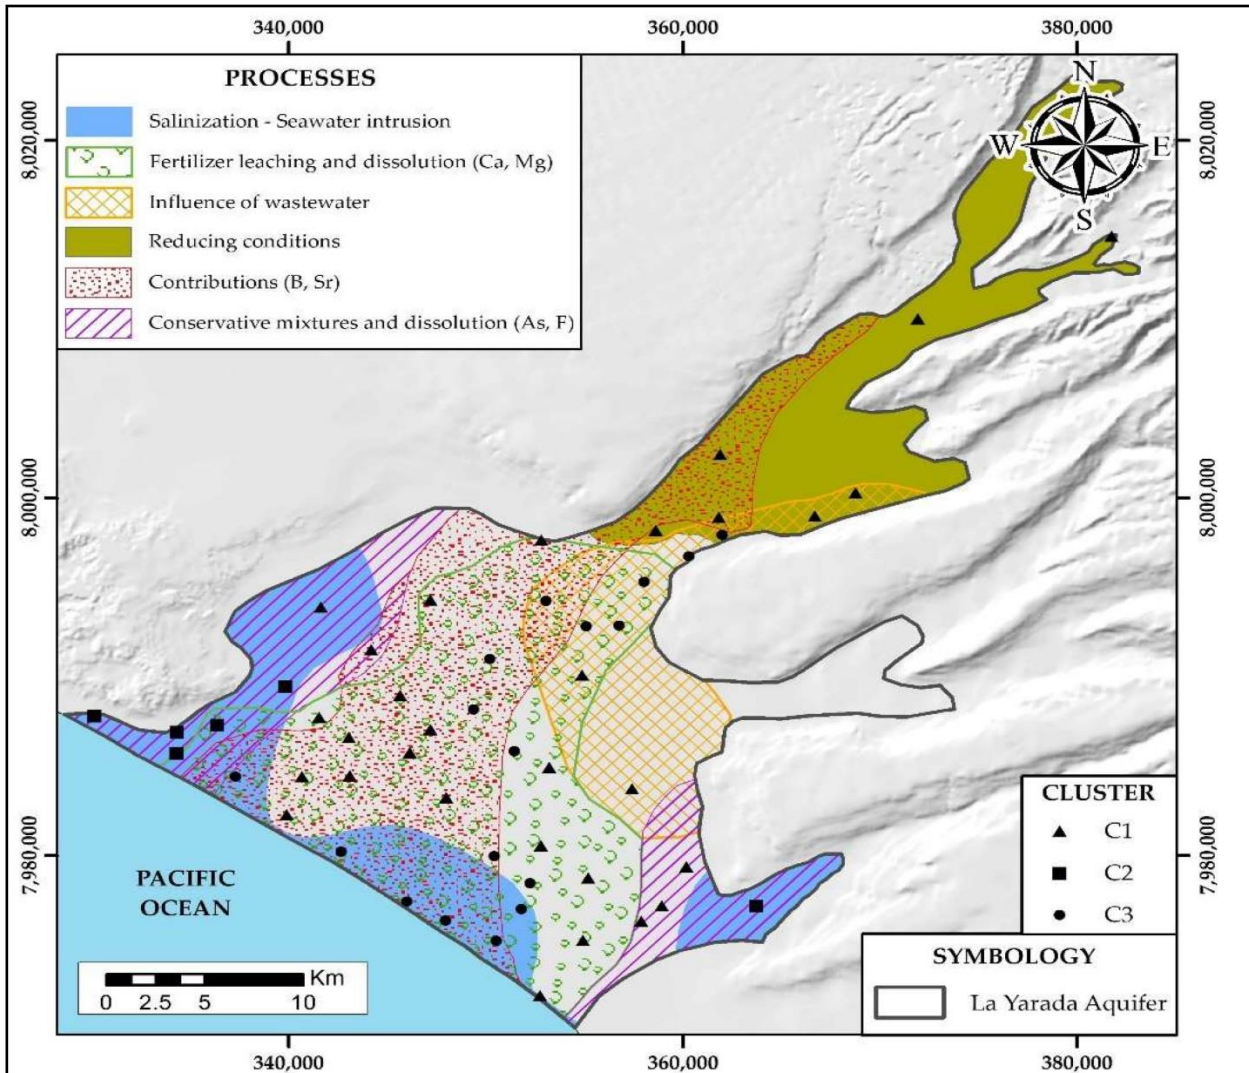 340,000
360,000
380,000
PROCESSES
Salinization - Seawater intrusion
Fertilizer leaching and dissolution (Ca, Mg)
Influence of wastewater
Reducing conditions
Contributions (B, Sr)
Conservative mixtures and dissolution (As, F)
N
W
E
S
8,020,000
8,020,000
8,000,000
8,000,000
7,980,000
7,980,000
PACIFIC
OCEAN
Km
0
2.5
5
10
CLUSTER
C1
C2
C3
SYMBOLOGY
La Yarada Aquifer
340,000
360,000
380,000